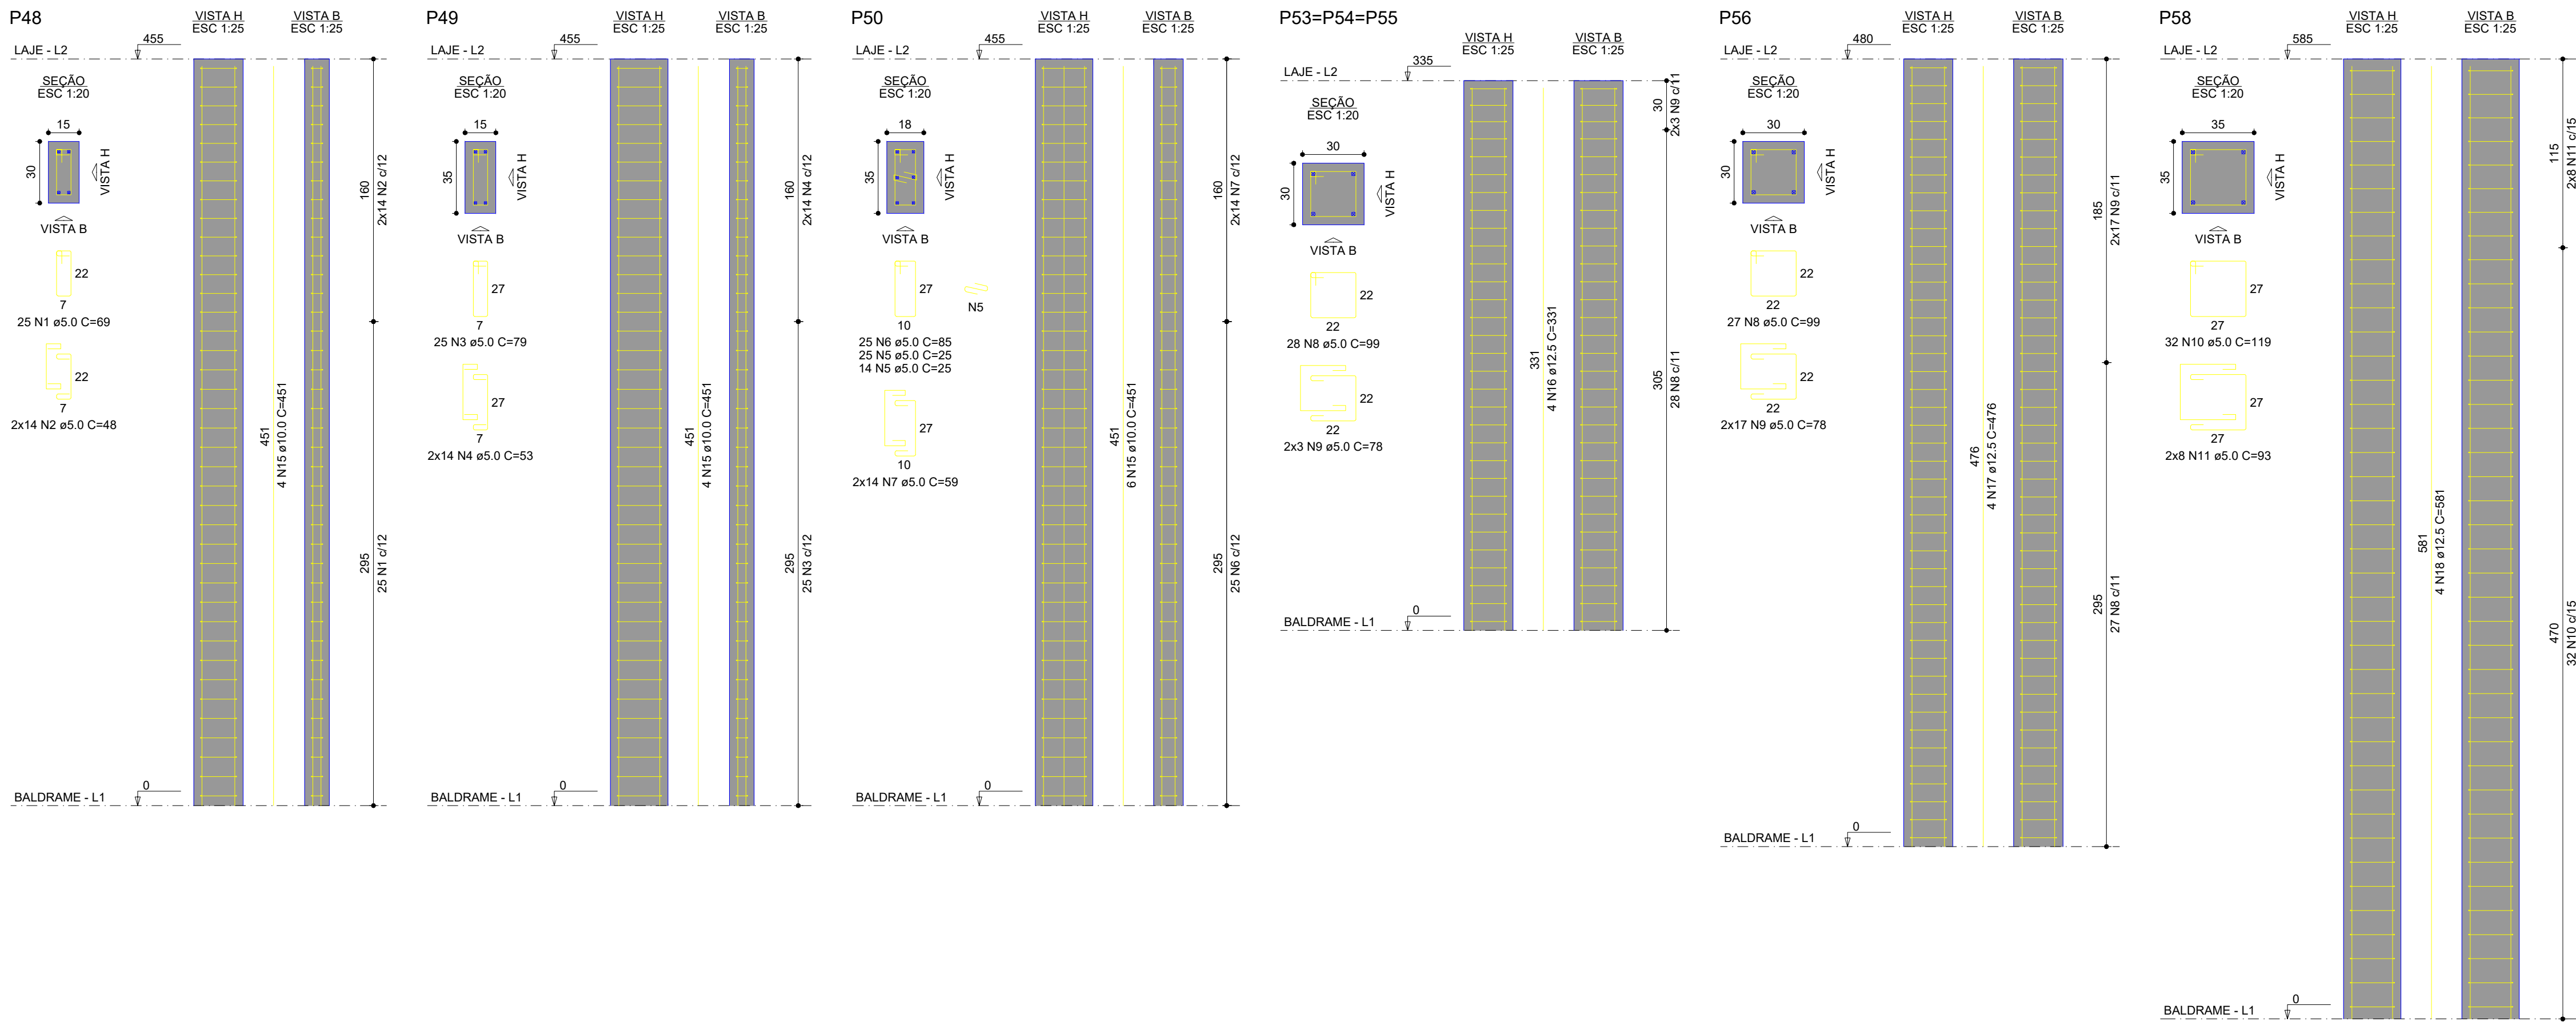 P48
VISTA H
ESC 1:25
VISTA B
ESC 1:25
LAJE - L2
455
SEÇÃO
ESC 1:20
15
30
VISTA H
VISTA B
22
7
25 N1 ø5.0 C=69
22
7
2x14 N2 ø5.0 C=48
451
4 N15 ø10.0 C=451
160
2x14 N2 c/12
295
25 N1 c/12
BALDRAME - L1
0
P49
VISTA H
ESC 1:25
VISTA B
ESC 1:25
LAJE - L2
455
SEÇÃO
ESC 1:20
15
35
VISTA H
VISTA B
27
7
25 N3 ø5.0 C=79
27
7
2x14 N4 ø5.0 C=53
451
4 N15 ø10.0 C=451
160
2x14 N4 c/12
295
25 N3 c/12
BALDRAME - L1
0
P50
VISTA H
ESC 1:25
VISTA B
ESC 1:25
LAJE - L2
455
SEÇÃO
ESC 1:20
18
35
VISTA H
VISTA B
27
10
N5
25 N6 ø5.0 C=85
25 N5 ø5.0 C=25
14 N5 ø5.0 C=25
27
10
2x14 N7 ø5.0 C=59
451
6 N15 ø10.0 C=451
160
2x14 N7 c/12
295
25 N6 c/12
BALDRAME - L1
0
P53=P54=P55
VISTA H
ESC 1:25
VISTA B
ESC 1:25
LAJE - L2
335
SEÇÃO
ESC 1:20
30
30
VISTA H
VISTA B
22
22
28 N8 ø5.0 C=99
22
22
2x3 N9 ø5.0 C=78
331
4 N16 ø12.5 C=331
30
2x3 N9 c/11
305
28 N8 c/11
BALDRAME - L1
0
P56
VISTA H
ESC 1:25
VISTA B
ESC 1:25
LAJE - L2
480
SEÇÃO
ESC 1:20
30
30
VISTA H
VISTA B
22
22
27 N8 ø5.0 C=99
22
22
2x17 N9 ø5.0 C=78
476
4 N17 ø12.5 C=476
185
2x17 N9 c/11
295
27 N8 c/11
BALDRAME - L1
0
P58
VISTA H
ESC 1:25
VISTA B
ESC 1:25
LAJE - L2
585
SEÇÃO
ESC 1:20
35
35
VISTA H
VISTA B
27
27
32 N10 ø5.0 C=119
27
27
2x8 N11 ø5.0 C=93
581
4 N18 ø12.5 C=581
115
2x8 N11 c/15
470
32 N10 c/15
BALDRAME - L1
0